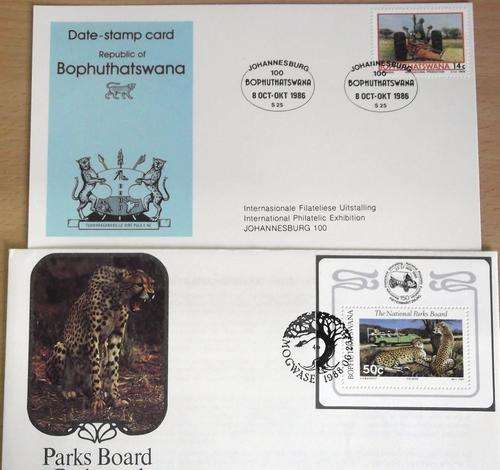 Date-stamp card
Republic of
Bophuthatswana
JOHANNESBURG
100
BOPHUTHATSWANA
8 OCT-OKT 1986
S 25
JOHANNESBURG
100
BOPHUTHATSWANA
8 OCT-OKT 1986
S 25
14c
Internasionale Filateliese Uitstalling
International Philatelic Exhibition
JOHANNESBURG 100
The National Parks Board
BOPHUTHATSWANA
50c
MOGWASE
Parks Board